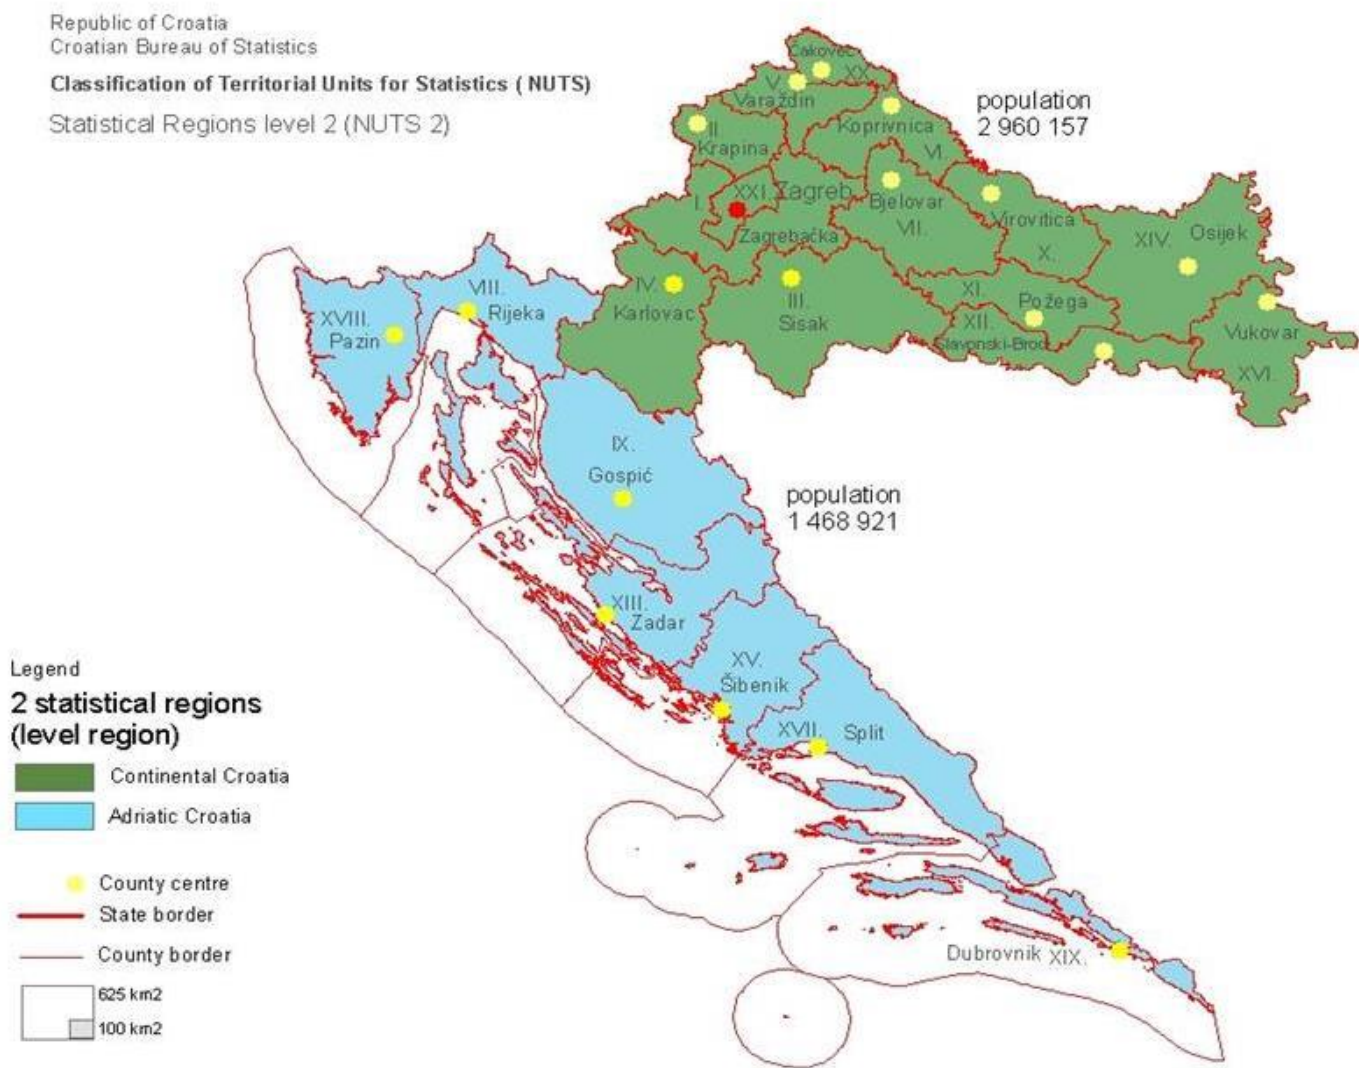 Republic of Croatia
Croatian Bureau of Statistics
Classification of Territorial Units for Statistics ( NUTS)
Statistical Regions level 2 (NUTS 2)
Čakovec
XX.
V.
Varaždin
population
2 960 157
II.
Krapina
Koprivnica
VI.
I.
XXI.
Zagreb
Zagrebačka
Bjelovar
VII.
Virovitica
X.
XIV.
Osijek
IV.
Karlovac
III.
Sisak
XI.
Požega
XII.
Slavonski-Brod
Vukovar
XVI.
VIII.
Rijeka
XVIII.
Pazin
IX.
Gospić
population
1 468 921
XIII.
Zadar
XV.
Šibenik
XVII.
Split
Dubrovnik XIX.
Legend
2 statistical regions
(level region)
Continental Croatia
Adriatic Croatia
County centre
State border
County border
625 km2
100 km2